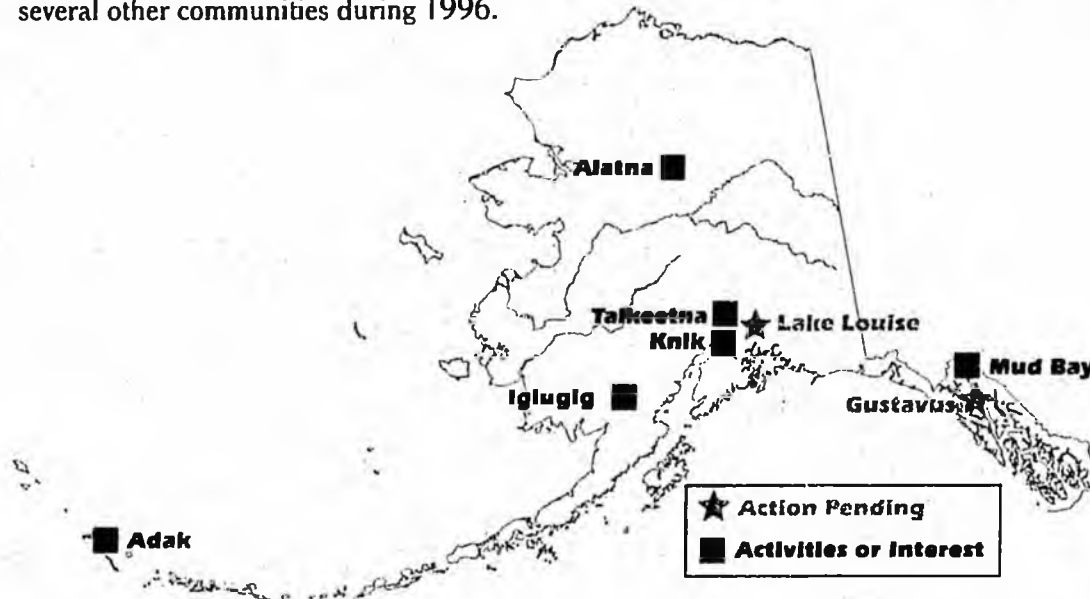 several other communities during 1996.
Alatna
Talkeetna
Lake Louise
Knik
Mud Bay
Iglugig
Gustavus
Action Pending
Adak
Activities or Interest